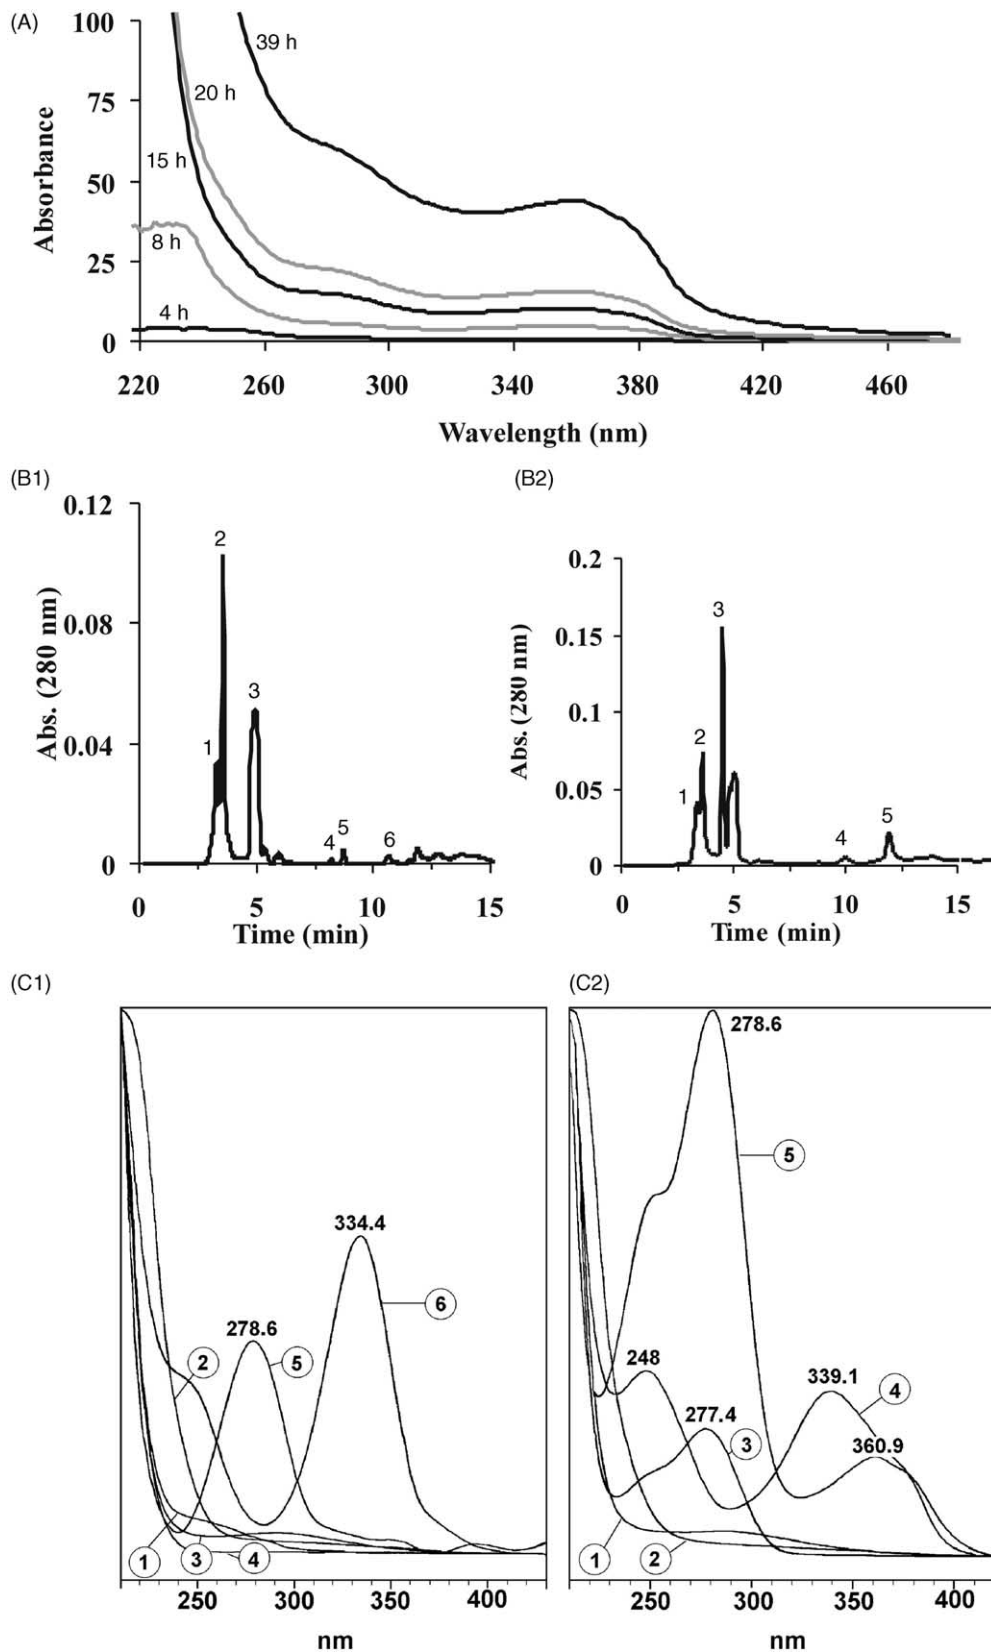 (A)
100
75
50
25
0
Absorbance
39 h
20 h
15 h
8 h
4 h
220 260 300 340 380 420 460
Wavelength (nm)
(B1)
0.12
0.08
0.04
0
Abs. (280 nm)
1
2
3
4
5
6
0 5 10 15
Time (min)
(B2)
0.2
0.15
0.1
0.05
0
Abs. (280 nm)
1
2
3
4
5
0 5 10 15
Time (min)
(C1)
334.4
6
278.6
2
5
1
3
4
250 300 350 400
nm
(C2)
278.6
5
248
339.1
4
277.4
3
360.9
1
2
250 300 350 400
nm